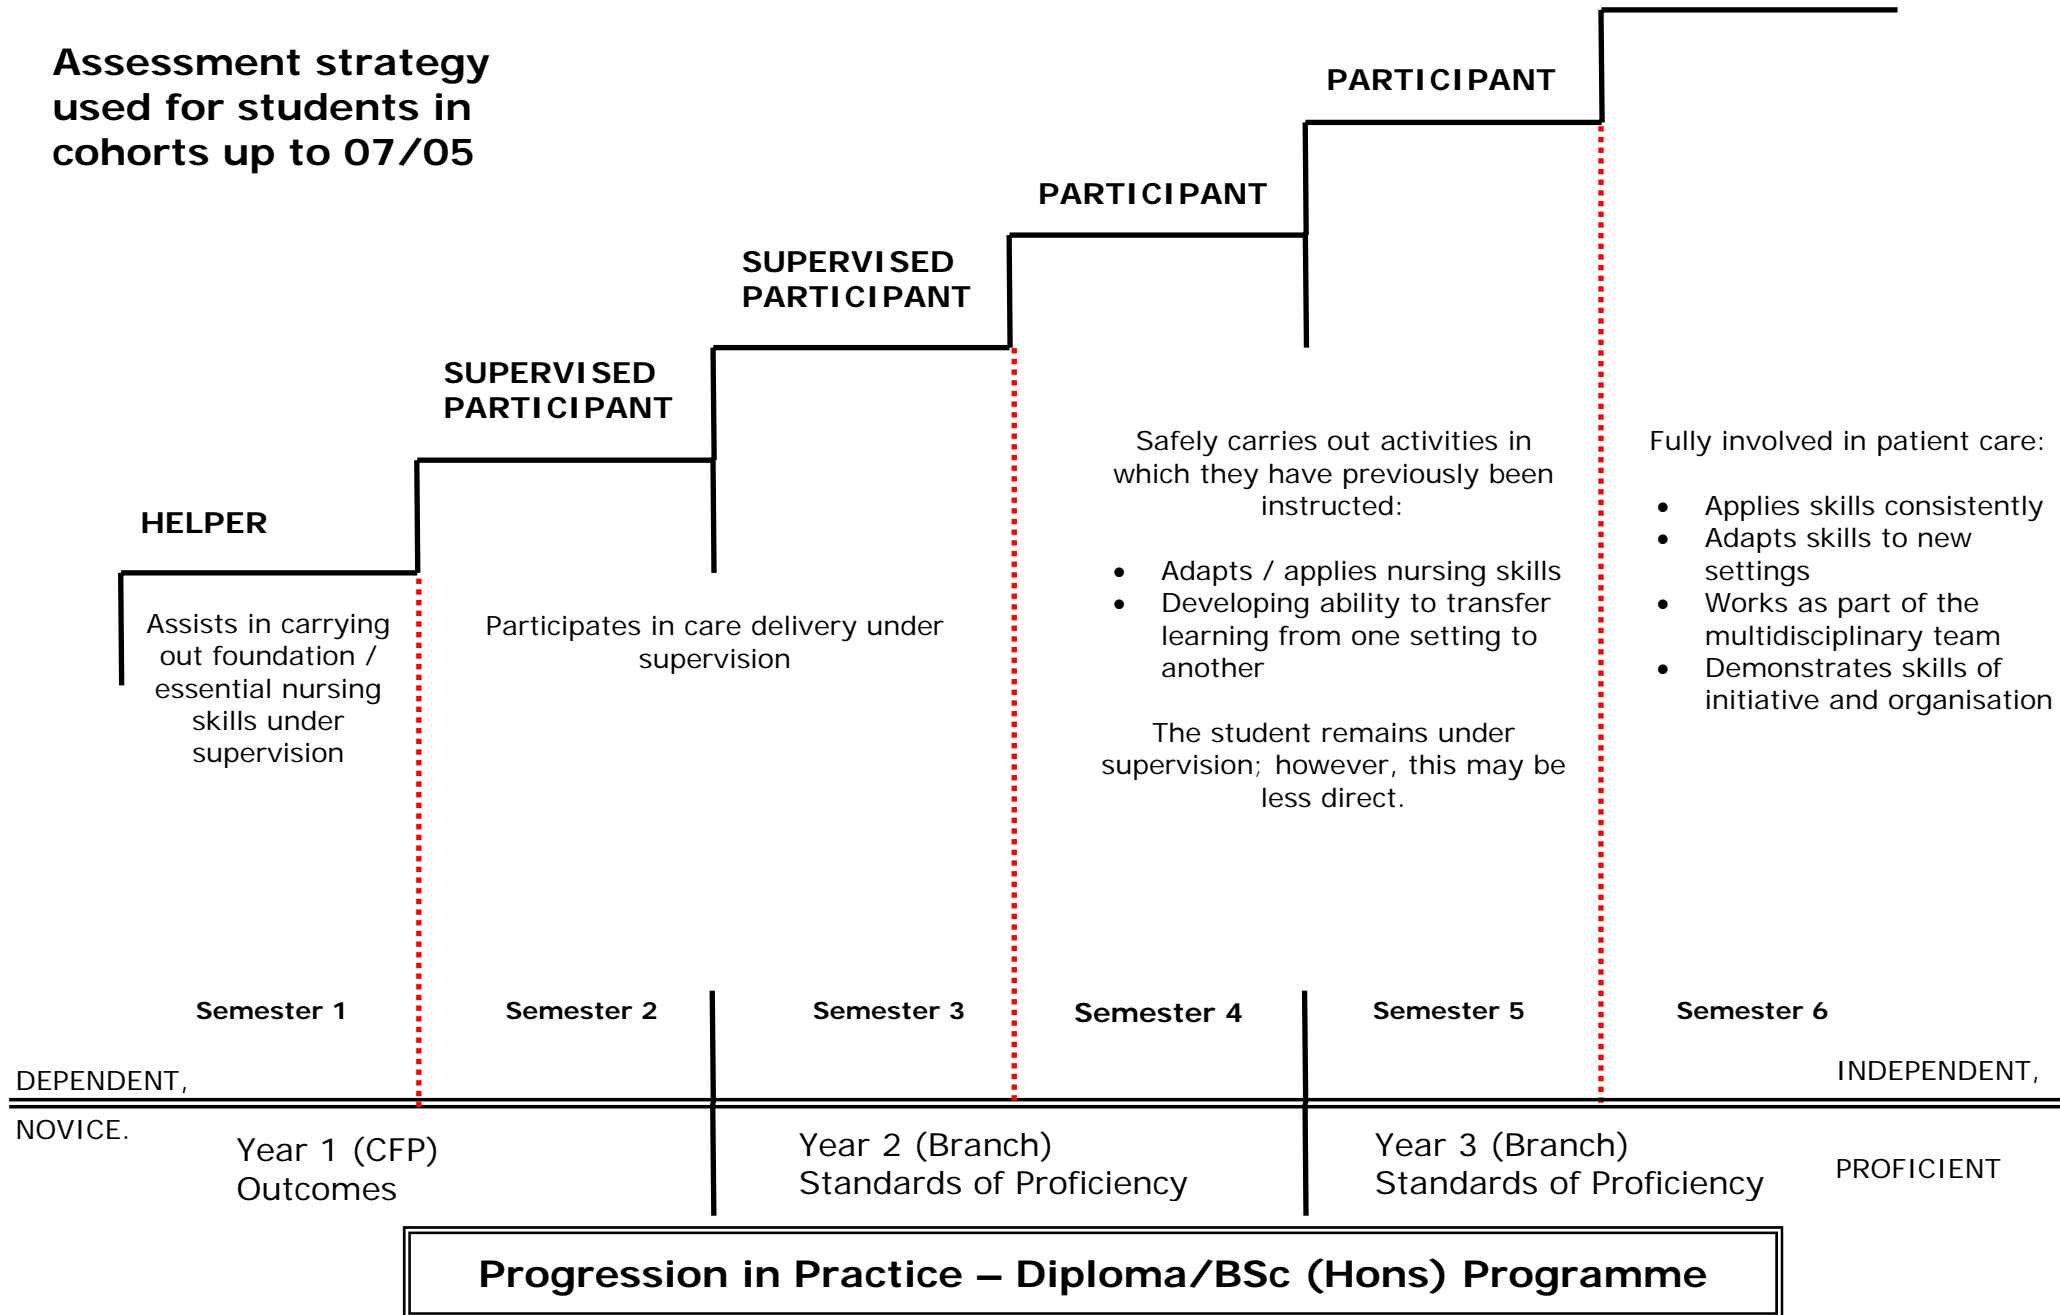 Assessment strategy
used for students in
cohorts up to 07/05
PARTICIPANT
PARTICIPANT
SUPERVISED
PARTICIPANT
SUPERVISED
PARTICIPANT
HELPER
Assists in carrying
out foundation /
essential nursing
skills under
supervision
Participates in care delivery under
supervision
Safely carries out activities in
which they have previously been
instructed:
• Adapts / applies nursing skills
• Developing ability to transfer
learning from one setting to
another
The student remains under
supervision; however, this may be
less direct.
Fully involved in patient care:
• Applies skills consistently
• Adapts skills to new
settings
• Works as part of the
multidisciplinary team
• Demonstrates skills of
initiative and organisation
Semester 1
Semester 2
Semester 3
Semester 4
Semester 5
Semester 6
DEPENDENT,
INDEPENDENT,
NOVICE.
Year 1 (CFP)
Outcomes
Year 2 (Branch)
Standards of Proficiency
Year 3 (Branch)
Standards of Proficiency
PROFICIENT
Progression in Practice – Diploma/BSc (Hons) Programme